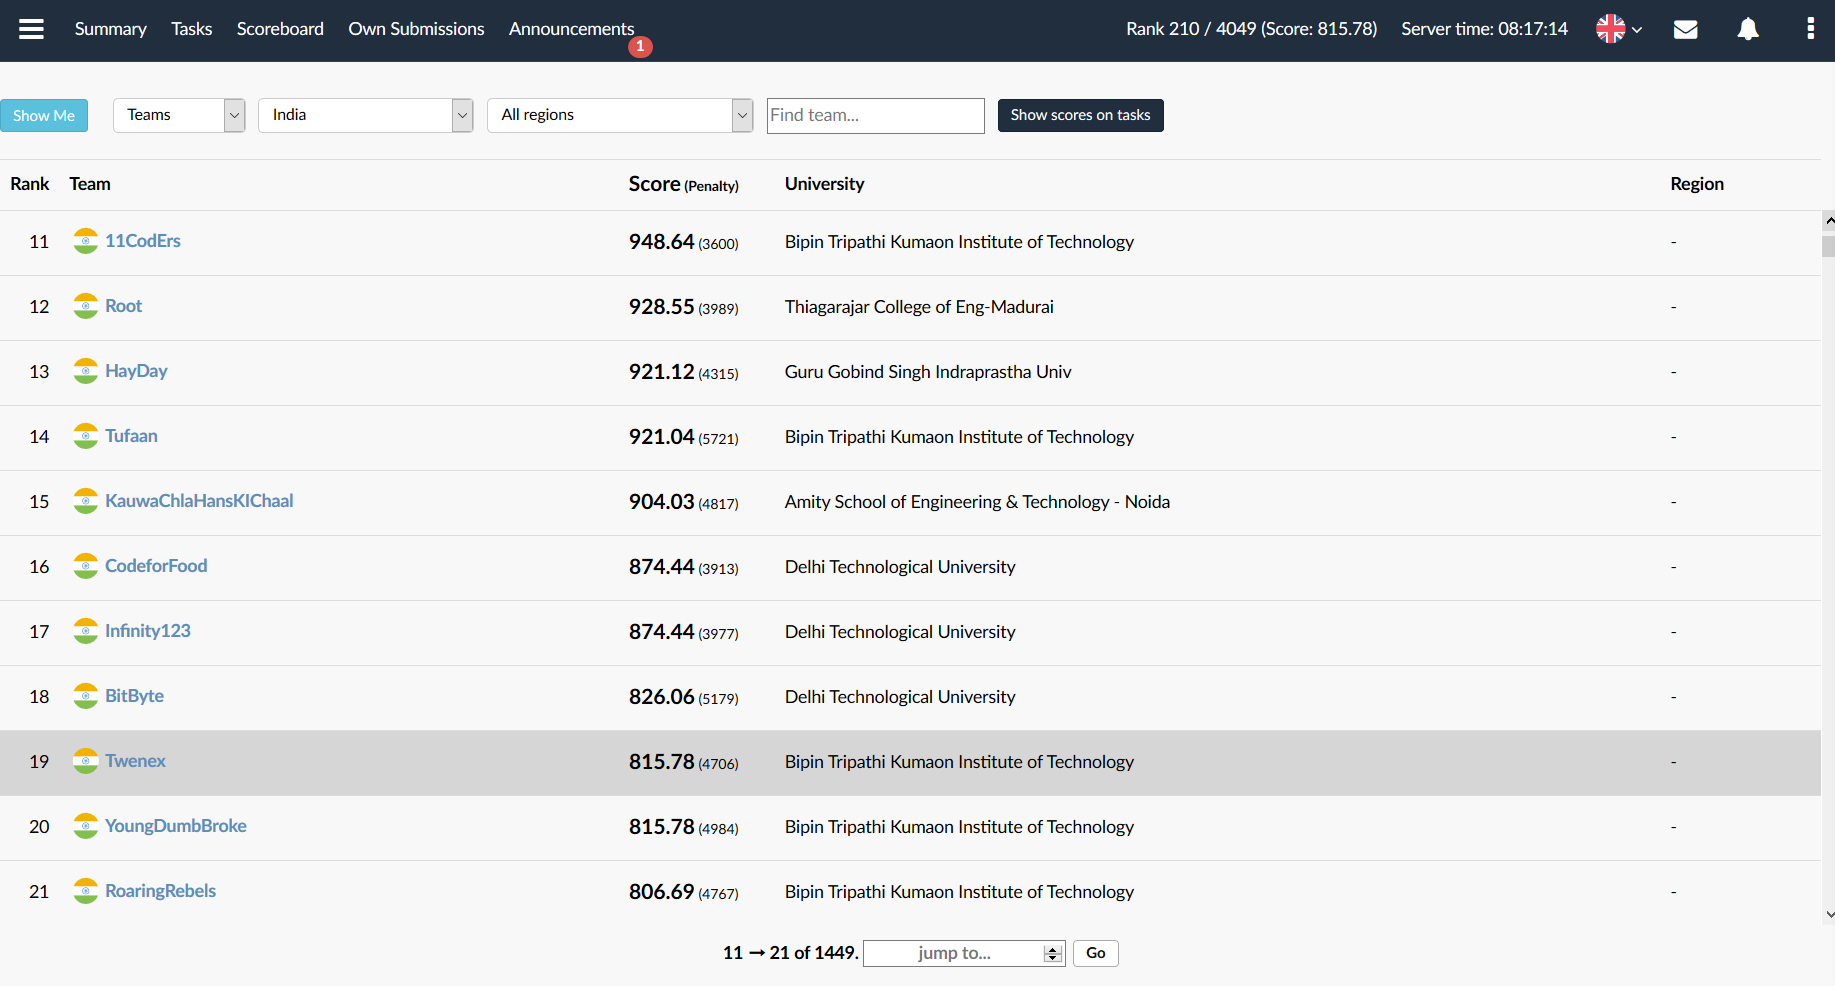 Summary Tasks Scoreboard Own Submissions Announcements 1 Rank 210 / 4049 (Score: 815.78) Server time: 08:17:14
Show Me Teams India All regions Find team... Show scores on tasks
Rank Team Score (Penalty) University Region
11 11CodErs 948.64 (3600) Bipin Tripathi Kumaon Institute of Technology -
12 Root 928.55 (3989) Thiagarajar College of Eng-Madurai -
13 HayDay 921.12 (4315) Guru Gobind Singh Indraprastha Univ -
14 Tufaan 921.04 (5721) Bipin Tripathi Kumaon Institute of Technology -
15 KauwaChlaHansKIChaal 904.03 (4817) Amity School of Engineering & Technology - Noida -
16 CodeforFood 874.44 (3913) Delhi Technological University -
17 Infinity123 874.44 (3977) Delhi Technological University -
18 BitByte 826.06 (5179) Delhi Technological University -
19 Twenex 815.78 (4706) Bipin Tripathi Kumaon Institute of Technology -
20 YoungDumbBroke 815.78 (4984) Bipin Tripathi Kumaon Institute of Technology -
21 RoaringRebels 806.69 (4767) Bipin Tripathi Kumaon Institute of Technology -
11 → 21 of 1449. jump to... Go